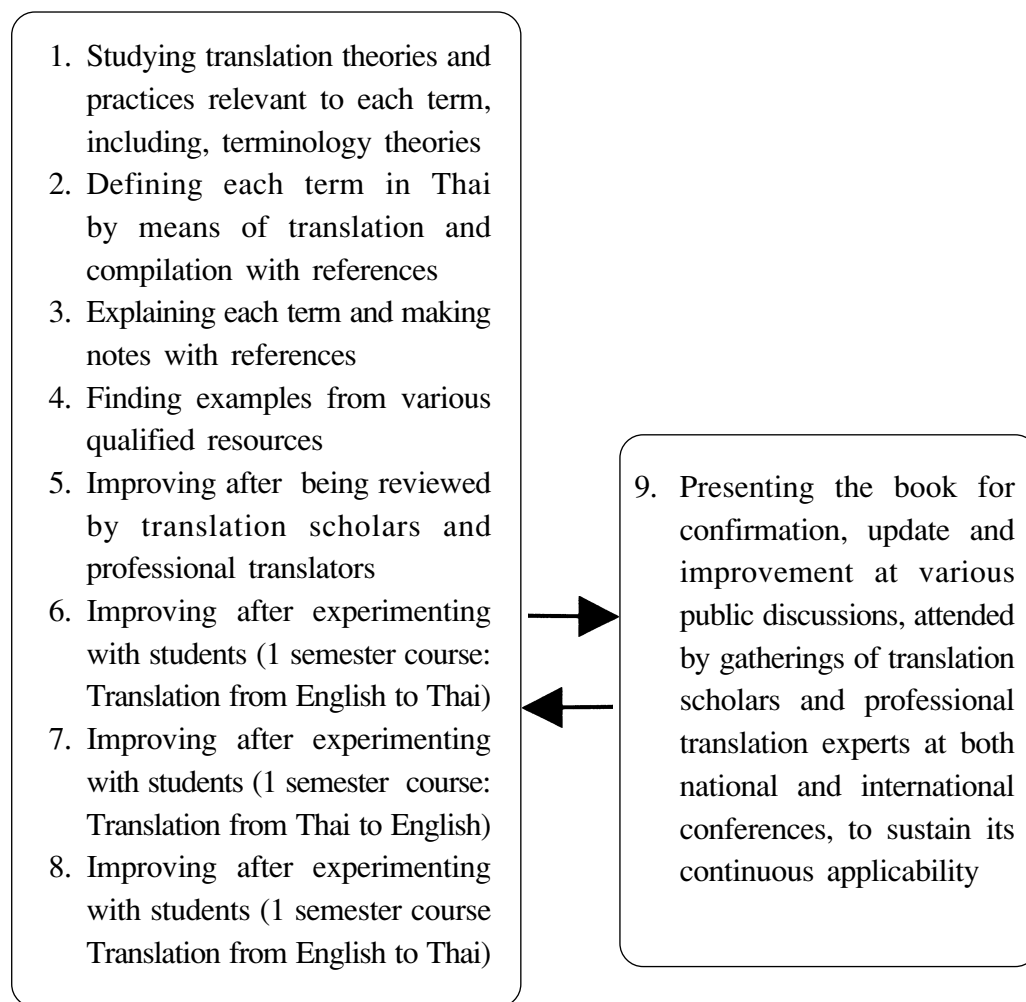 1. Studying translation theories and
practices relevant to each term,
including, terminology theories
2. Defining each term in Thai
by means of translation and
compilation with references
3. Explaining each term and making
notes with references
4. Finding examples from various
qualified resources
5. Improving after being reviewed
by translation scholars and
professional translators
6. Improving after experimenting
with students (1 semester course:
Translation from English to Thai)
7. Improving after experimenting
with students (1 semester course:
Translation from Thai to English)
8. Improving after experimenting
with students (1 semester course
Translation from English to Thai)
9. Presenting the book for
confirmation, update and
improvement at various
public discussions, attended
by gatherings of translation
scholars and professional
translation experts at both
national and international
conferences, to sustain its
continuous applicability